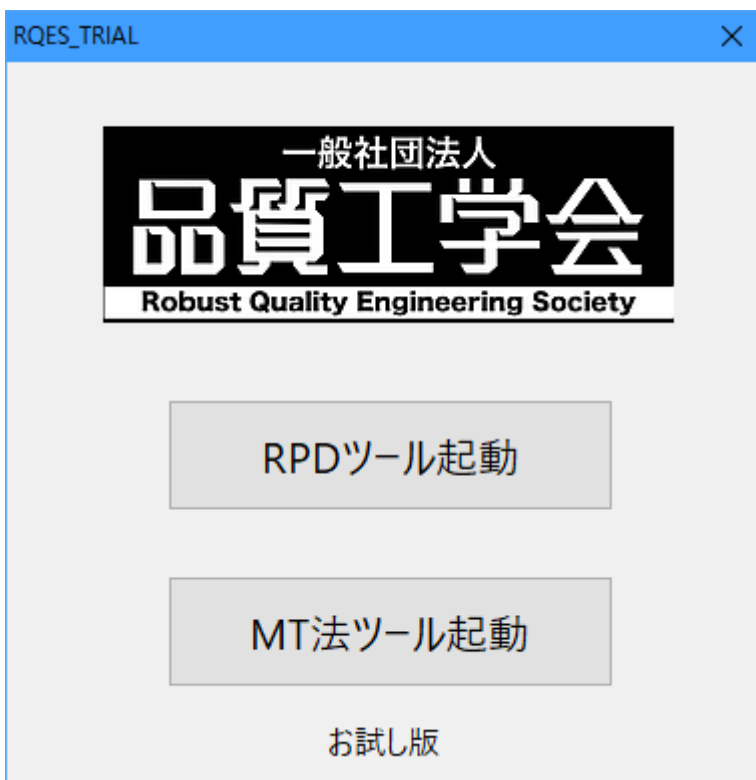 RQES_TRIAL
一般社団法人
品質工学会
Robust Quality Engineering Society
RPDツール起動
MT法ツール起動
お試し版